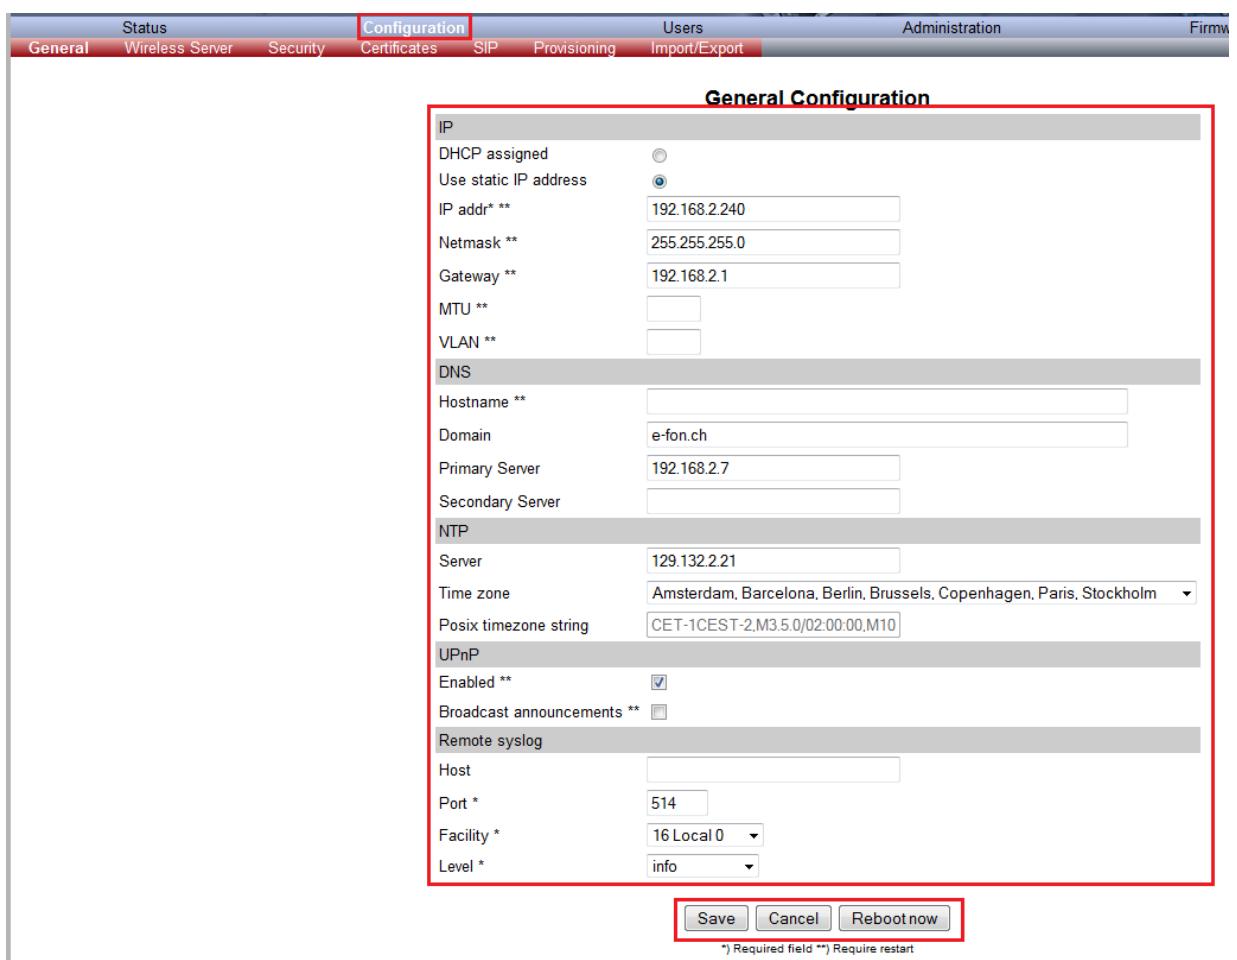 Status Configuration Users Administration Firmw
General Wireless Server Security Certificates SIP Provisioning Import/Export
General Configuration
IP
DHCP assigned
Use static IP address
IP addr* ** 192.168.2.240
Netmask ** 255.255.255.0
Gateway ** 192.168.2.1
MTU **
VLAN **
DNS
Hostname **
Domain e-fon.ch
Primary Server 192.168.2.7
Secondary Server
NTP
Server 129.132.2.21
Time zone Amsterdam, Barcelona, Berlin, Brussels, Copenhagen, Paris, Stockholm
Posix timezone string CET-1CEST-2,M3.5.0/02:00:00,M10
UPnP
Enabled **
Broadcast announcements **
Remote syslog
Host
Port * 514
Facility * 16 Local 0
Level * info
Save Cancel Reboot now
*) Required field **) Require restart